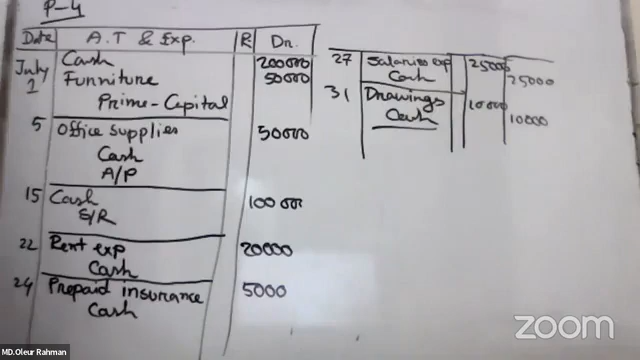 P-4
Date A.T & Exp. R Dr.
July 1 Cash 200000
Furniture 50000
Prime-Capital
5 Office supplies 50000
Cash
A/P
15 Cash 100000
S/R
22 Rent exp 20000
Cash
24 Prepaid insurance 5000
Cash
27 Salaries exp 25000
Cash 25000
31 Drawings 10000
Cash 10000
MD.Oleur Rahman
zoom